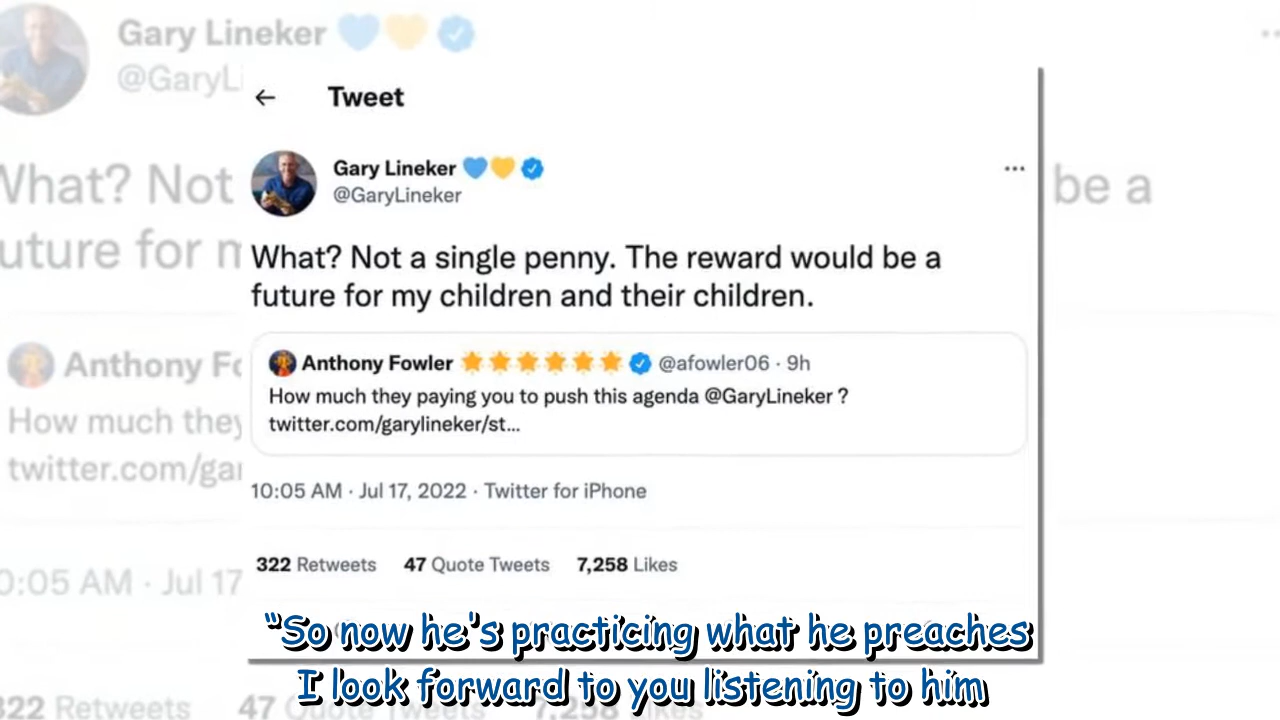 Gary Lineker 💙💛
@GaryL
What? Not
be a
uture for m
Anthony Fo
How much they
twitter.com/gar
0:05 AM · Jul 17
322 Retweets 47 Quote Tweets 7,258 Likes
Tweet
Gary Lineker 💙💛
@GaryLineker
What? Not a single penny. The reward would be a
future for my children and their children.
Anthony Fowler ⭐⭐⭐⭐⭐⭐ @afowler06 · 9h
How much they paying you to push this agenda @GaryLineker ?
twitter.com/garylineker/st...
10:05 AM · Jul 17, 2022 · Twitter for iPhone
322 Retweets 47 Quote Tweets 7,258 Likes
“So now he's practicing what he preaches
I look forward to you listening to him